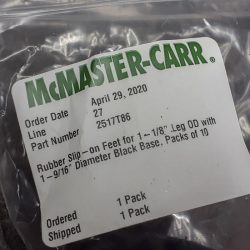 McMASTER-CARR®
Order Date April 29, 2020
Line 27
Part Number 2517T86
Rubber Slip-on Feet for 1-1/8" Leg OD with
1-9/16" Diameter Black Base, Packs of 10
Ordered 1 Pack
Shipped 1 Pack